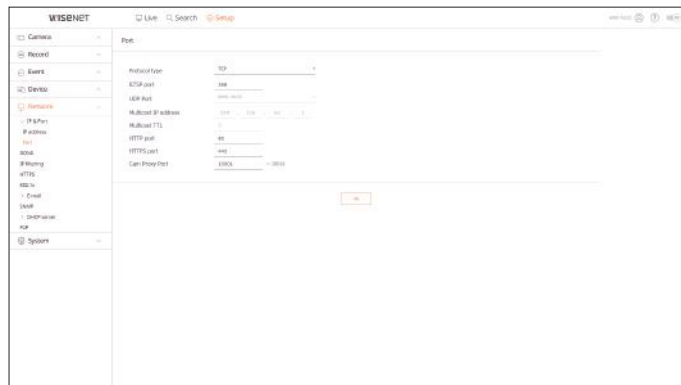 WISENET
Live Search Setup
Camera
Port
Record
Event
Device
Network
IP & Port
IP address
Port
DDNS
IP filtering
HTTPS
802.1x
E-mail
SNMP
DHCP server
P2P
System
Protocol type TCP
RTSP port 558
UDP Port
Multicast IP address
Multicast TTL
HTTP port 80
HTTPS port 443
Cam Proxy Port
OK